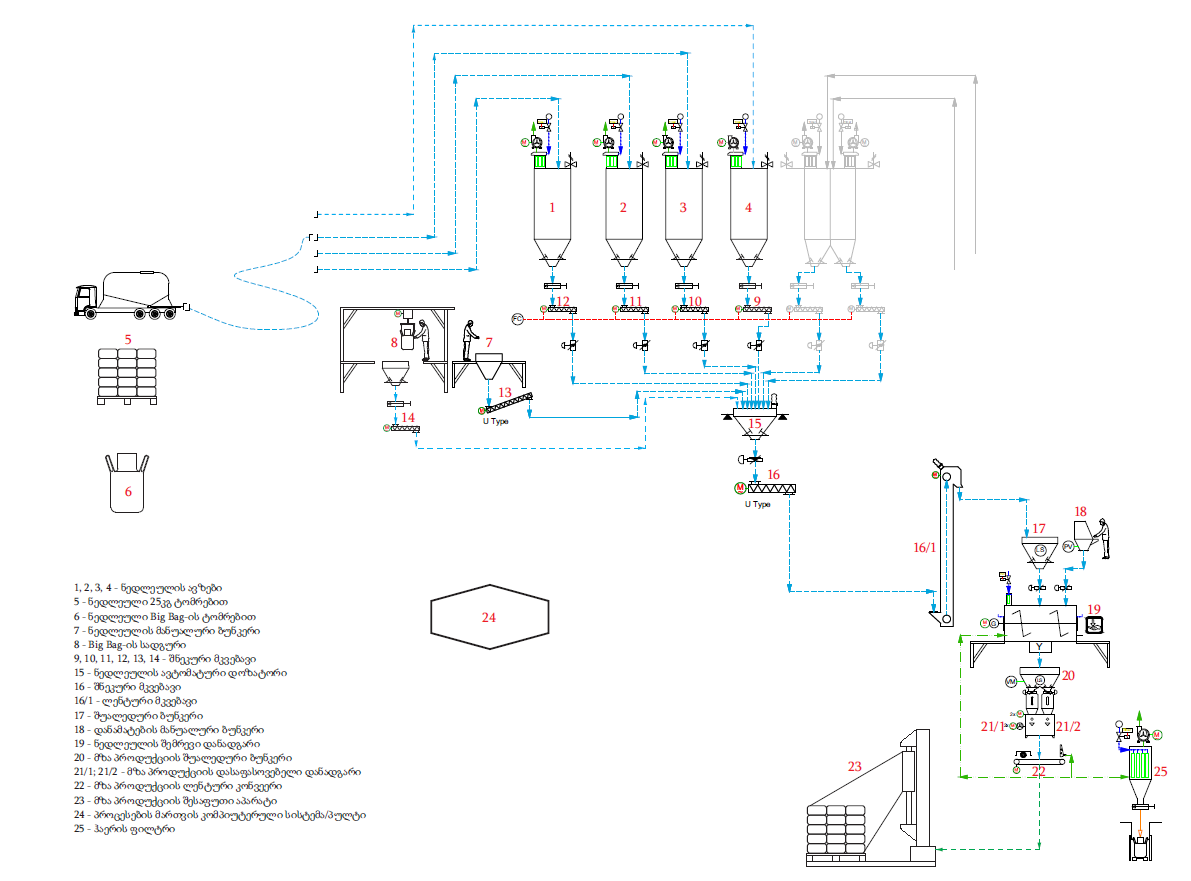 1
2
3
4
12
11
10
9
M
M
M
M
FC
5
8
7
13
U Type
14
15
6
M
16
U Type
16/1
17
18
LS
PV
19
M
G
Y
VM
20
LS
2x
M
21/1
21/2
22
M
M
23
25
24
1, 2, 3, 4 - ნედლეულის ავზები
5 - ნედლეული 25კგ ტომრებით
6 - ნედლეული Big Bag-ის ტომრებით
7 - ნედლეულის მანუალური ბუნკერი
8 - Big Bag-ის სადგური
9, 10, 11, 12, 13, 14 - შნეკური მკვებავი
15 - ნედლეულის ავტომატური დოზატორი
16 - შნეკური მკვებავი
16/1 - ლენტური მკვებავი
17 - შუალედური ბუნკერი
18 - დანამატების მანუალური ბუნკერი
19 - ნედლეულის შემრევი დანადგარი
20 - მზა პროდუქციის შუალედური ბუნკერი
21/1; 21/2 - მზა პროდუქციის დასაფასოვებელი დანადგარი
22 - მზა პროდუქციის ლენტური კონვეერი
23 - მზა პროდუქციის შესაფუთი აპარატი
24 - პროცესების მართვის კომპიუტერული სისტემა/პულტი
25 - ჰაერის ფილტრი